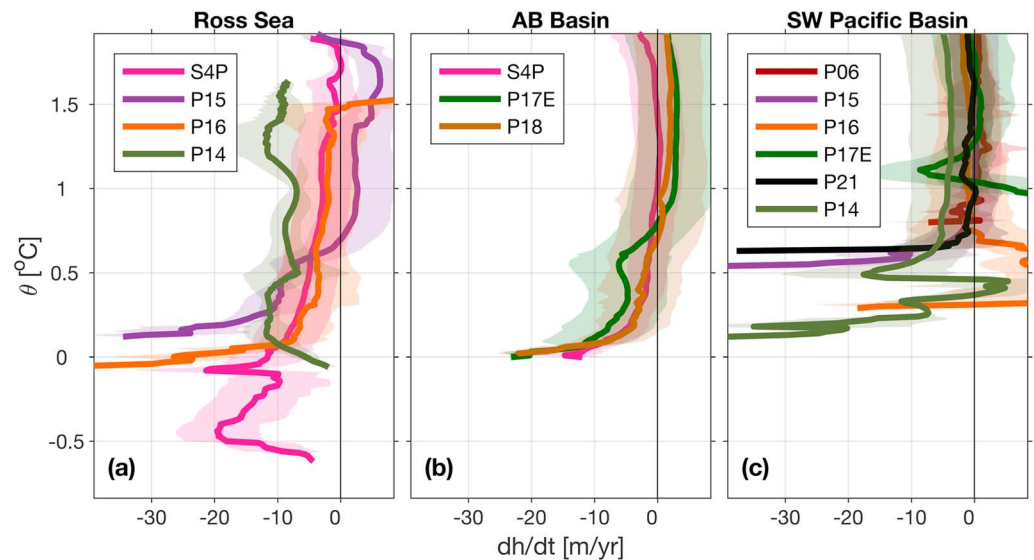 Ross Sea
AB Basin
SW Pacific Basin
S4P
P15
P16
P14
S4P
P17E
P18
P06
P15
P16
P17E
P21
P14
θ [°C]
1.5
1
0.5
0
-0.5
(a)
(b)
(c)
-30 -20 -10 0
-30 -20 -10 0
-30 -20 -10 0
dh/dt [m/yr]